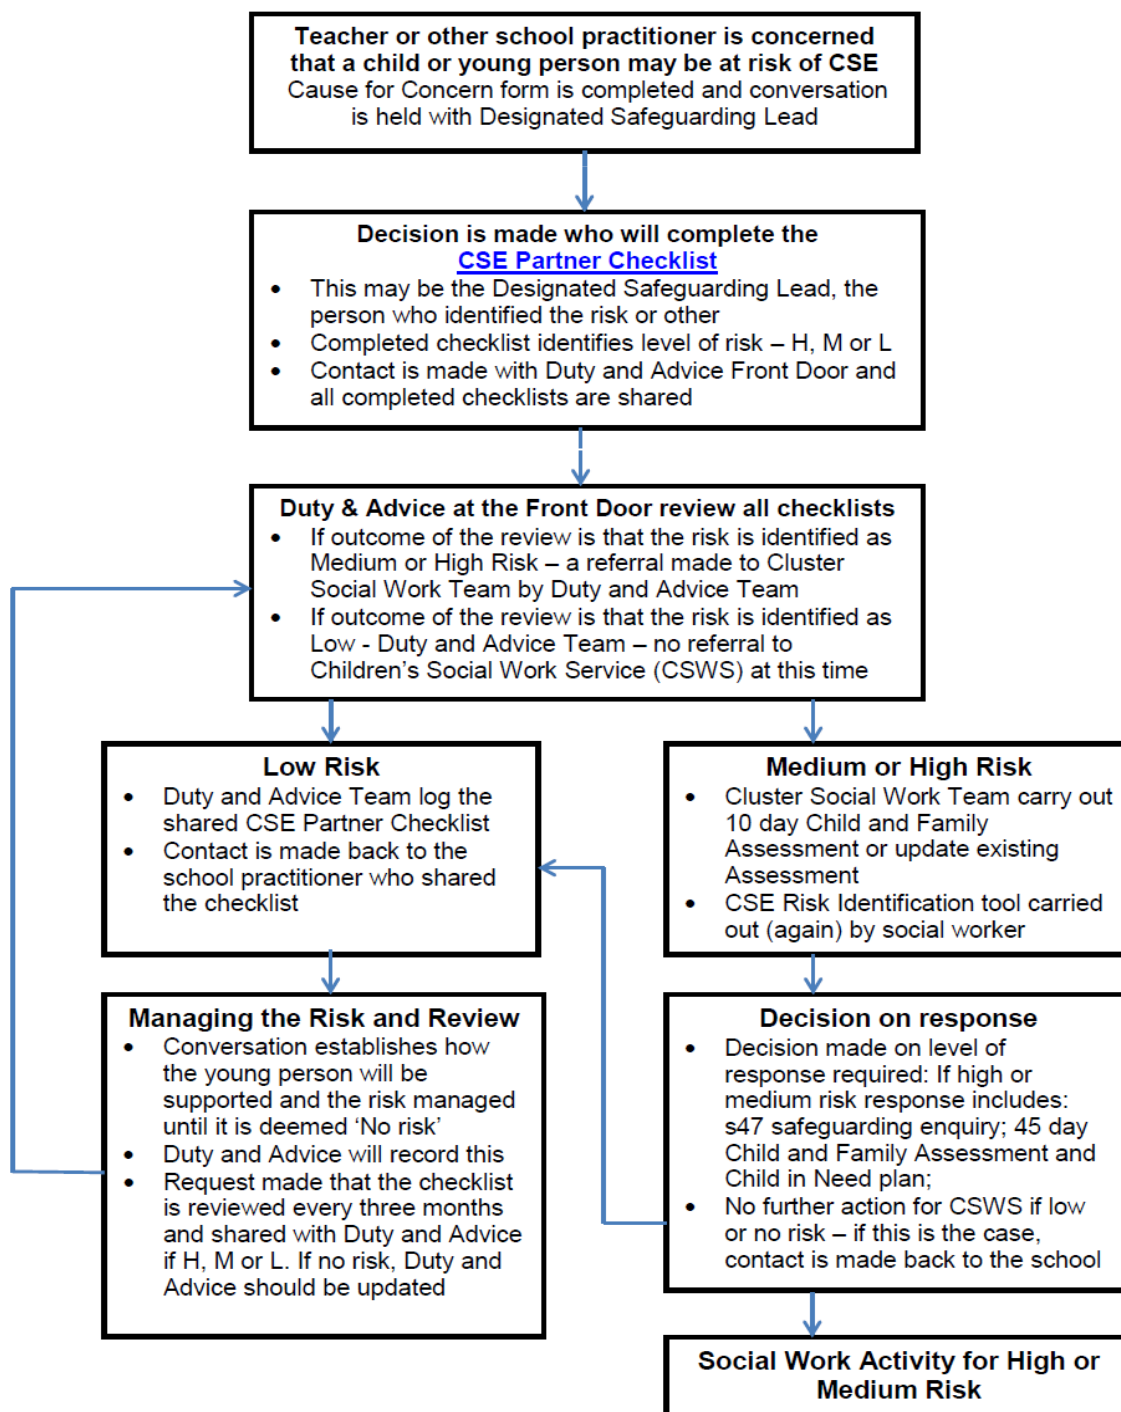 Teacher or other school practitioner is concerned
that a child or young person may be at risk of CSE
Cause for Concern form is completed and conversation
is held with Designated Safeguarding Lead
Decision is made who will complete the
CSE Partner Checklist
• This may be the Designated Safeguarding Lead, the
person who identified the risk or other
• Completed checklist identifies level of risk – H, M or L
• Contact is made with Duty and Advice Front Door and
all completed checklists are shared
Duty & Advice at the Front Door review all checklists
• If outcome of the review is that the risk is identified as
Medium or High Risk – a referral made to Cluster
Social Work Team by Duty and Advice Team
• If outcome of the review is that the risk is identified as
Low - Duty and Advice Team – no referral to
Children's Social Work Service (CSWS) at this time
Low Risk
• Duty and Advice Team log the
shared CSE Partner Checklist
• Contact is made back to the
school practitioner who shared
the checklist
Medium or High Risk
• Cluster Social Work Team carry out
10 day Child and Family
Assessment or update existing
Assessment
• CSE Risk Identification tool carried
out (again) by social worker
Managing the Risk and Review
• Conversation establishes how
the young person will be
supported and the risk managed
until it is deemed 'No risk'
• Duty and Advice will record this
• Request made that the checklist
is reviewed every three months
and shared with Duty and Advice
if H, M or L. If no risk, Duty and
Advice should be updated
Decision on response
• Decision made on level of
response required: If high or
medium risk response includes:
s47 safeguarding enquiry; 45 day
Child and Family Assessment and
Child in Need plan;
• No further action for CSWS if low
or no risk – if this is the case,
contact is made back to the school
Social Work Activity for High or
Medium Risk